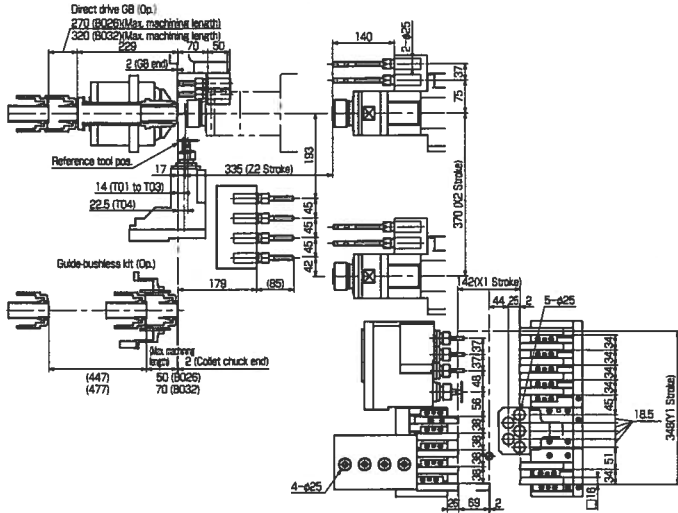 Direct drive GB (Op.)
270 (B026)(Max. machining length)
320 (B032)(Max. machining length)
229
70
50
2 (GB end)
140
2-ϕ25
37
75
Reference tool pos.
17
335 (Z2 Stroke)
193
370 (X2 Stroke)
14 (T01 to T03)
22.5 (T04)
45
45
45
42
179
(85)
Guide-bushless kit (Op.)
(Max. machining length)
2 (Collet chuck end)
(447)
50 (B026)
(477)
70 (B032)
142(X1 Stroke)
44
25
2
5-ϕ25
37
37
48
56
38
38
38
38
34
34
34
34
45
18.5
51
34
348(Y1 Stroke)
4-ϕ25
26
69
2
□16